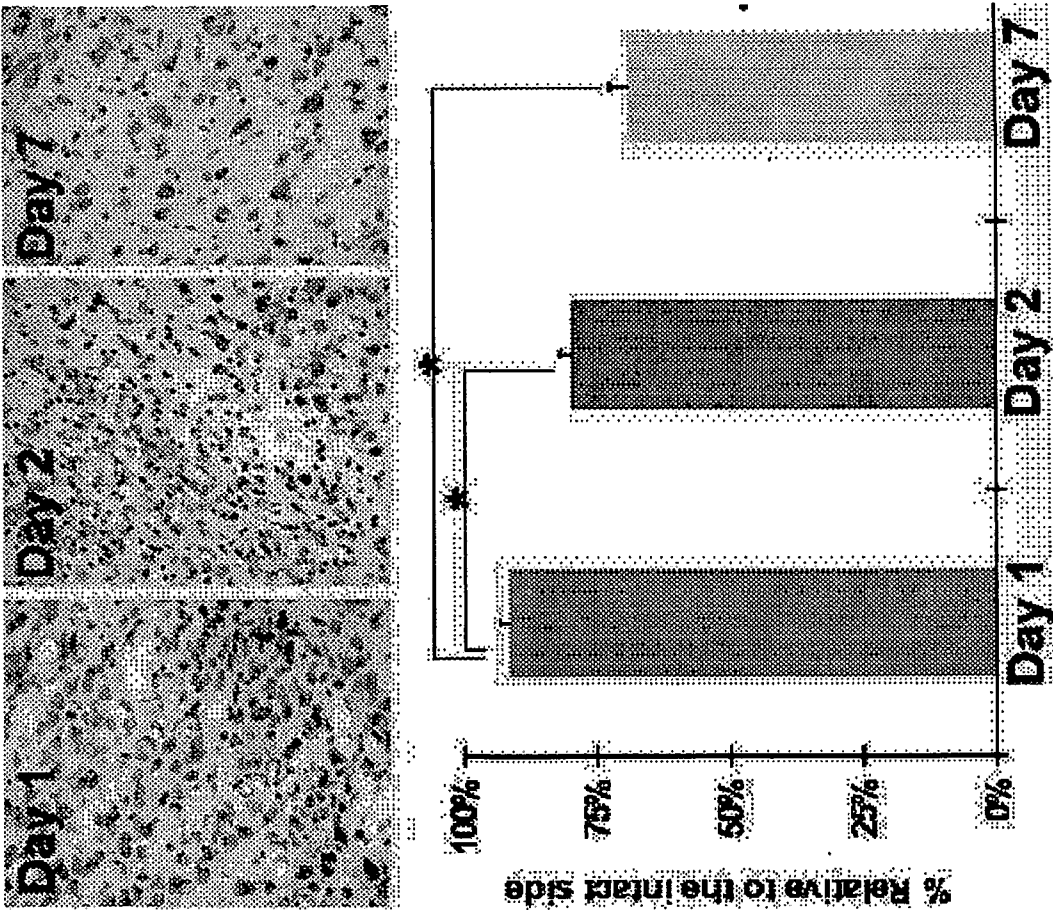 Day 1
Day 2
Day 7
100%
75%
50%
25%
0%
% Relative to the intact side
*
*
Day 1
Day 2
Day 7